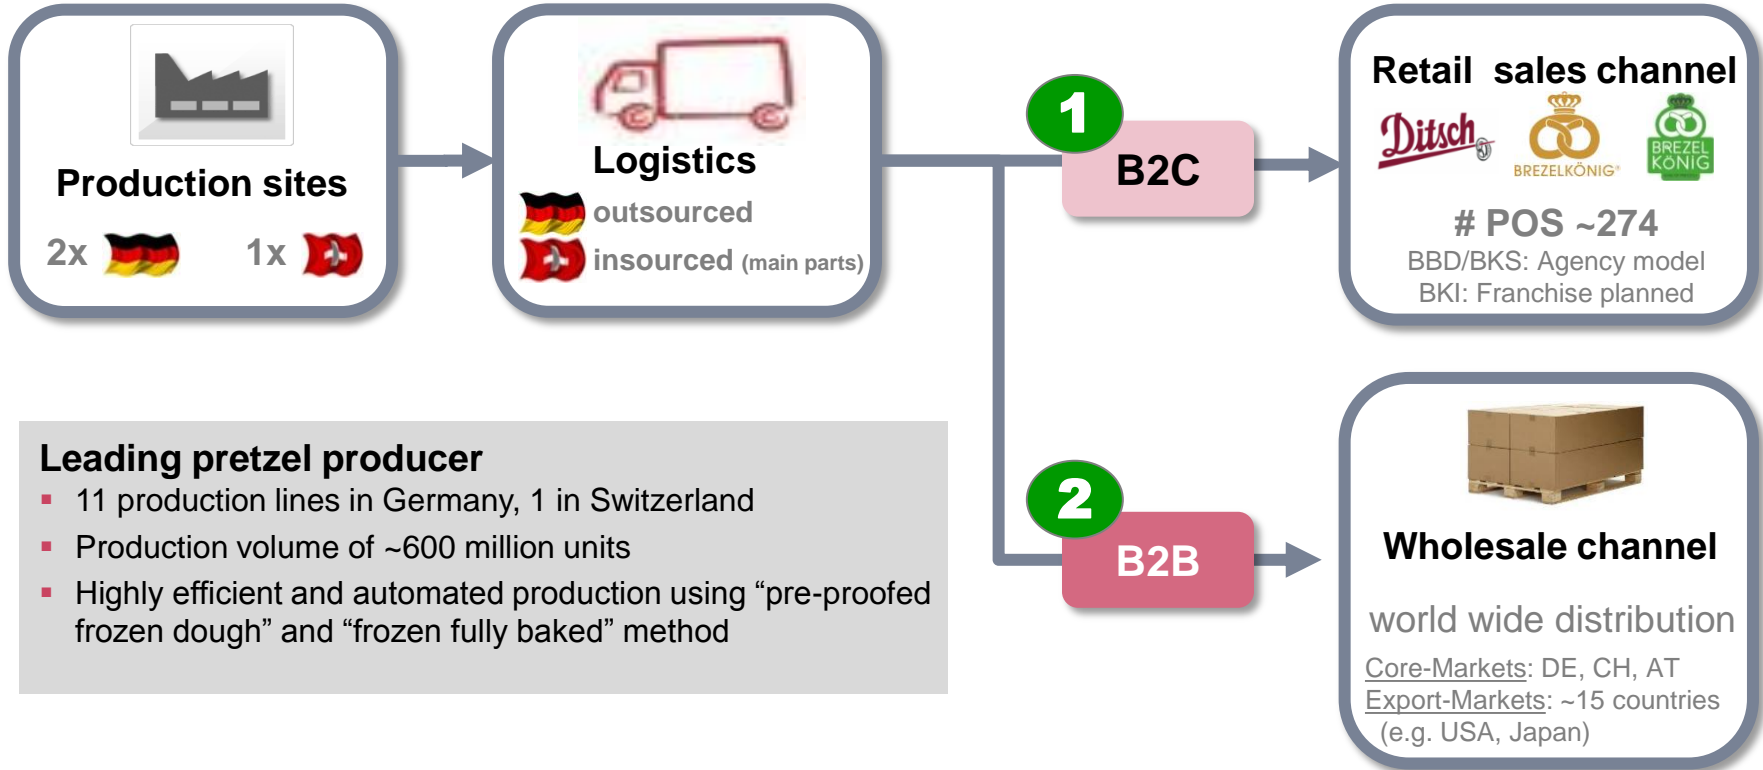 Production sites
2x
1x
Logistics
outsourced
insourced (main parts)
1
B2C
Retail sales channel
Ditsch
BREZELKÖNIG®
BREZEL
KÖNIG
# POS ~274
BBD/BKS: Agency model
BKI: Franchise planned
Leading pretzel producer
▪ 11 production lines in Germany, 1 in Switzerland
▪ Production volume of ~600 million units
▪ Highly efficient and automated production using “pre-proofed
frozen dough” and “frozen fully baked” method
2
B2B
Wholesale channel
world wide distribution
Core-Markets: DE, CH, AT
Export-Markets: ~15 countries
(e.g. USA, Japan)